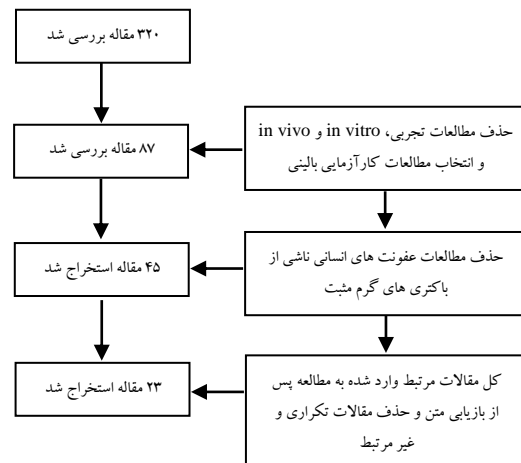 ۳۲۰ مقاله بررسی شد
حذف مطالعات تجربی، in vitro و in vivo
و انتخاب مطالعات کارآزمایی بالینی
۸۷ مقاله بررسی شد
حذف مطالعات عفونت های انسانی ناشی از
باکتری های گرم مثبت
۴۵ مقاله استخراج شد
کل مقالات مرتبط وارد شده به مطالعه پس
از بازیابی متن و حذف مقالات تکراری و
غیر مرتبط
۲۳ مقاله استخراج شد